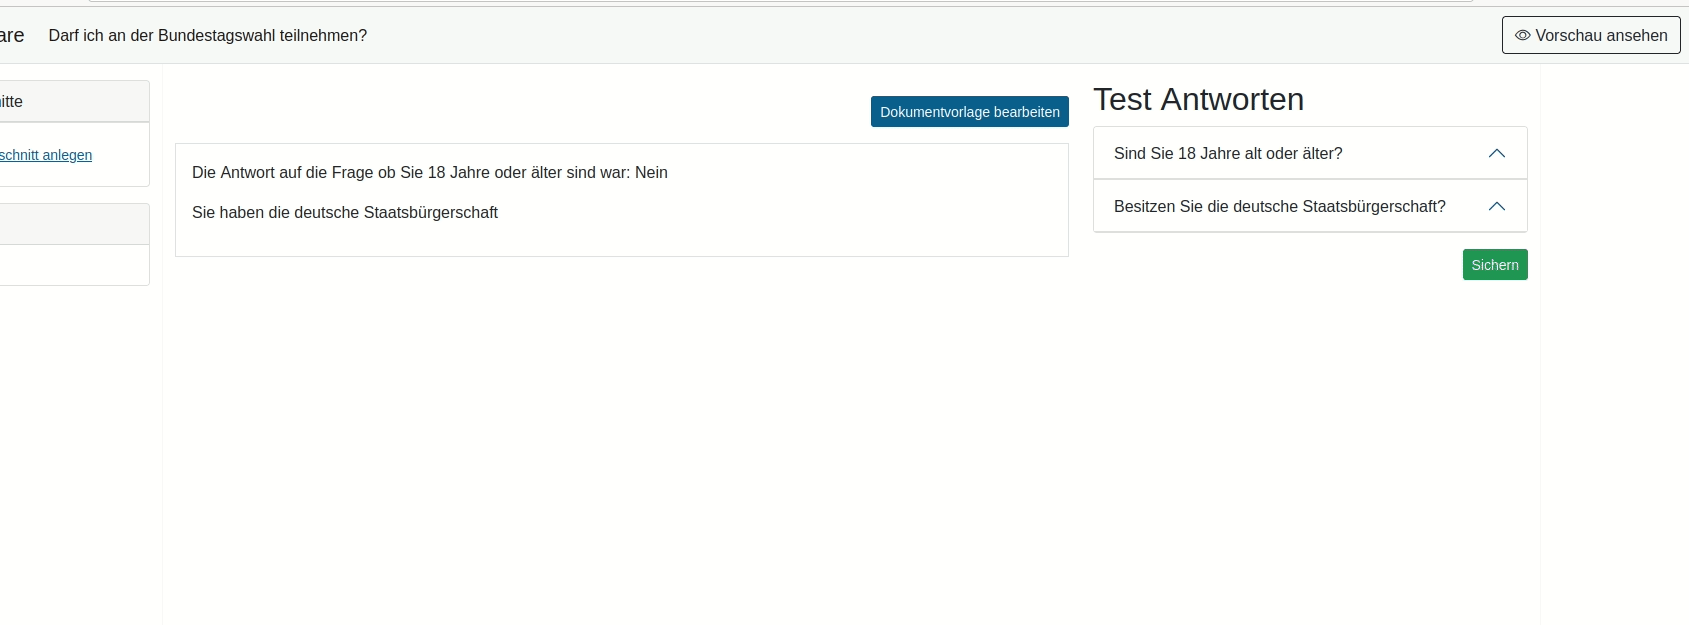 are Darf ich an der Bundestagswahl teilnehmen? Vorschau ansehen
itte
schnitt anlegen
Dokumentvorlage bearbeiten
Die Antwort auf die Frage ob Sie 18 Jahre oder älter sind war: Nein
Sie haben die deutsche Staatsbürgerschaft
Test Antworten
Sind Sie 18 Jahre alt oder älter?
Besitzen Sie die deutsche Staatsbürgerschaft?
Sichern